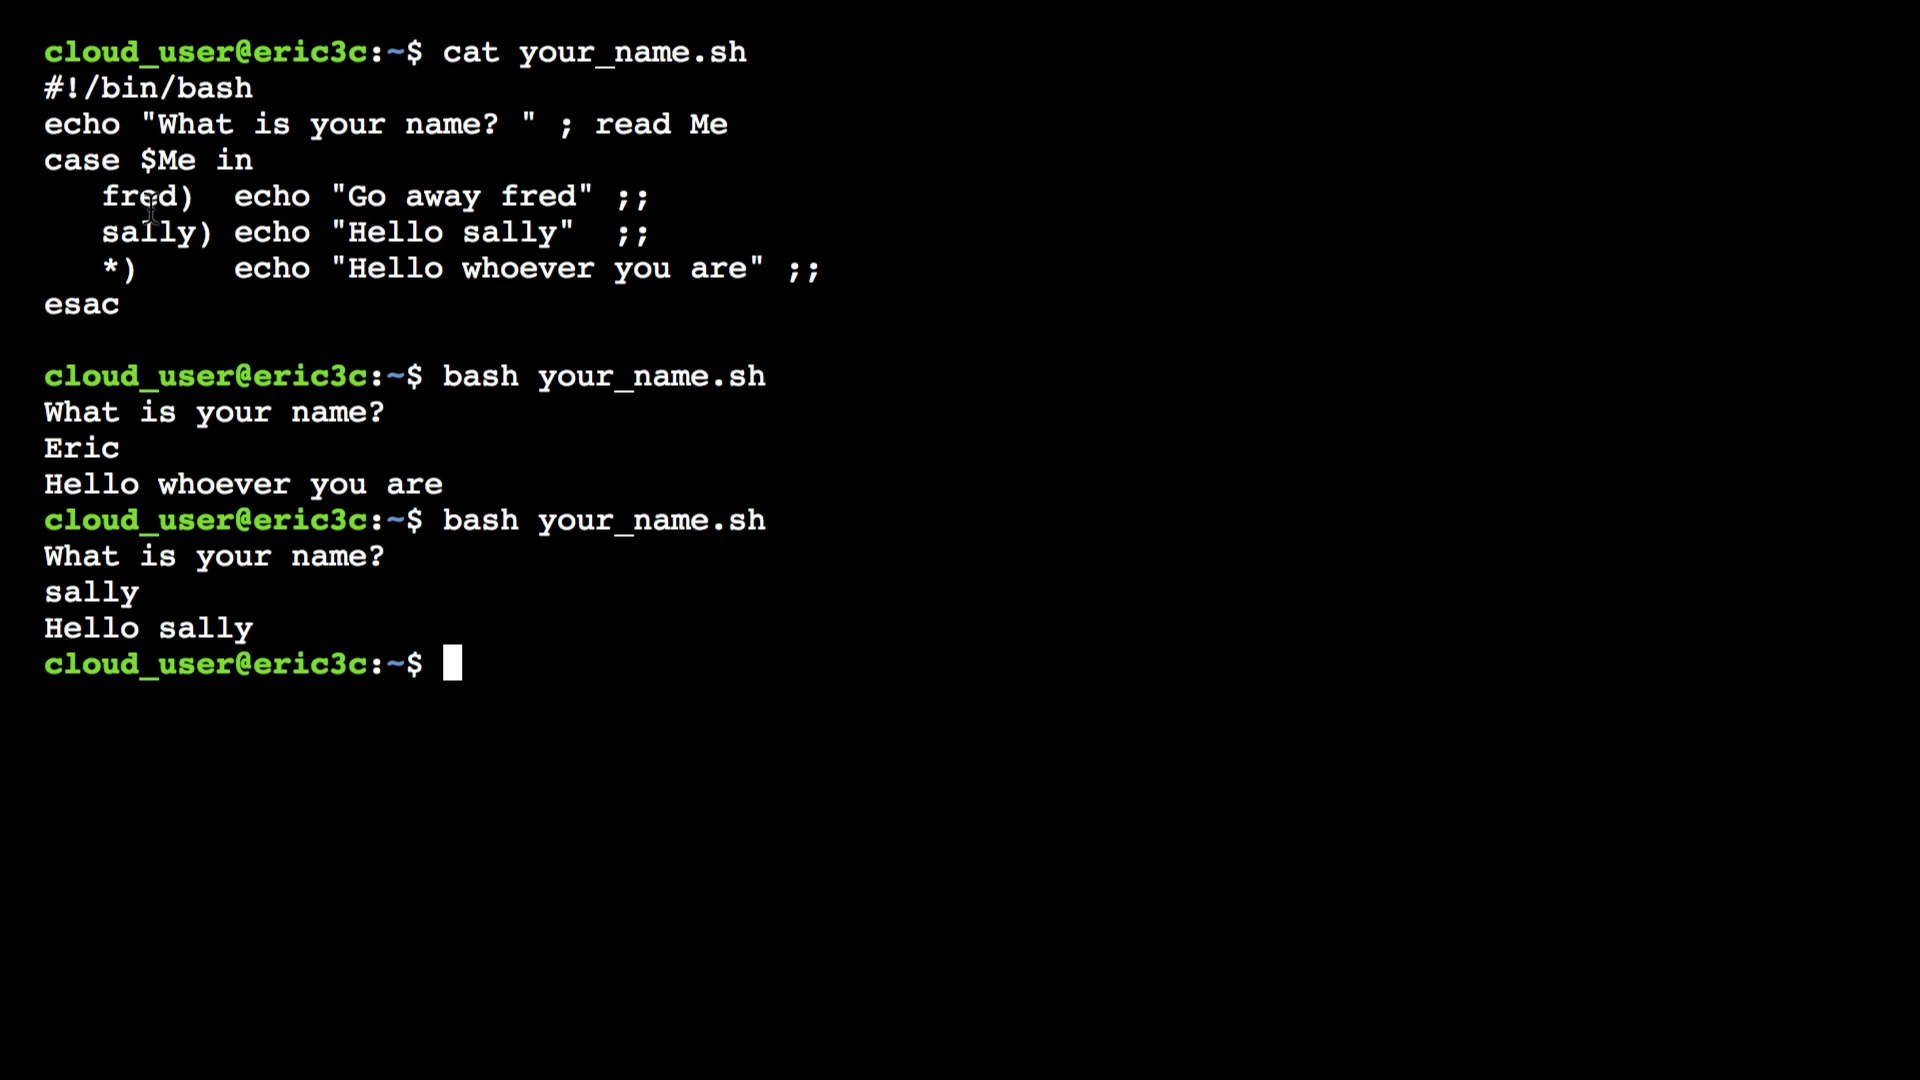 cloud_user@eric3c:~$ cat your_name.sh
#!/bin/bash
echo "What is your name? " ; read Me
case $Me in
   fred)  echo "Go away fred" ;;
   sally) echo "Hello sally"  ;;
   *)     echo "Hello whoever you are" ;;
esac
cloud_user@eric3c:~$ bash your_name.sh
What is your name?
Eric
Hello whoever you are
cloud_user@eric3c:~$ bash your_name.sh
What is your name?
sally
Hello sally
cloud_user@eric3c:~$